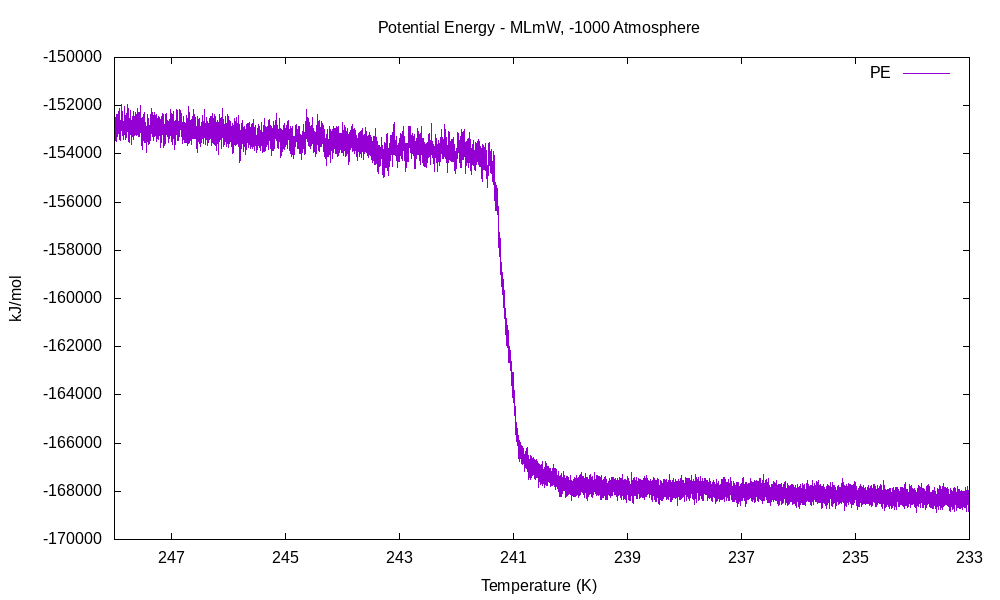 Potential Energy - MLmW, -1000 Atmosphere
PE
-150000
-152000
-154000
-156000
-158000
-160000
-162000
-164000
-166000
-168000
-170000
kJ/mol
247 245 243 241 239 237 235 233
Temperature (K)